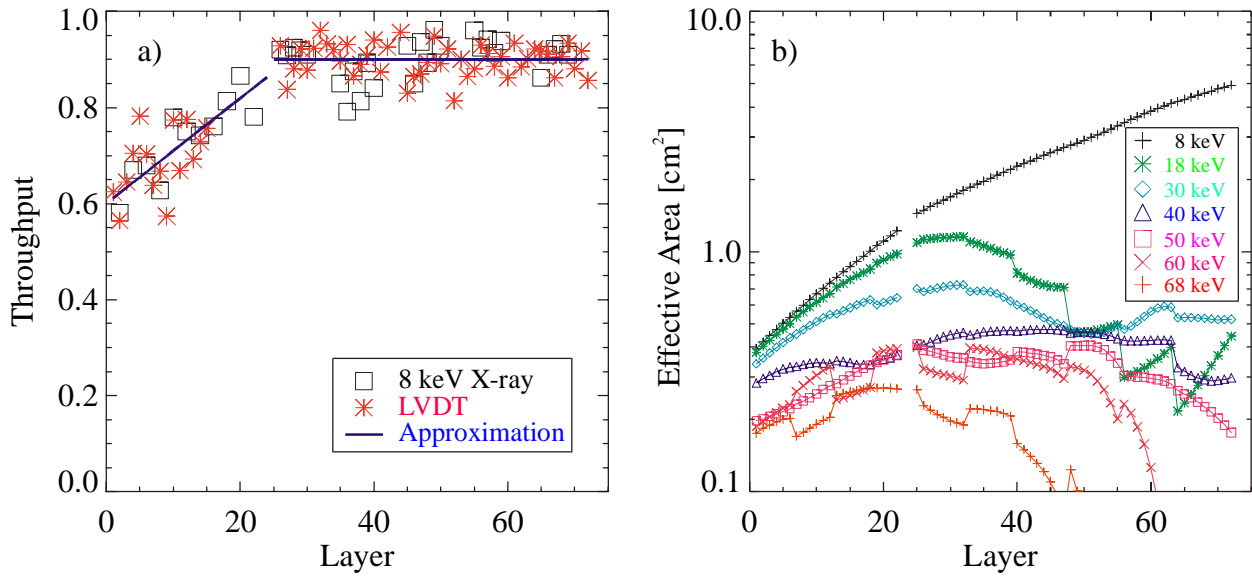 a)
1.0
0.8
0.6
0.4
0.2
0.0
Throughput
0
20
40
60
Layer
8 keV X-ray
LVDT
Approximation
b)
10.0
1.0
0.1
Effective Area [cm²]
0
20
40
60
Layer
8 keV
18 keV
30 keV
40 keV
50 keV
60 keV
68 keV